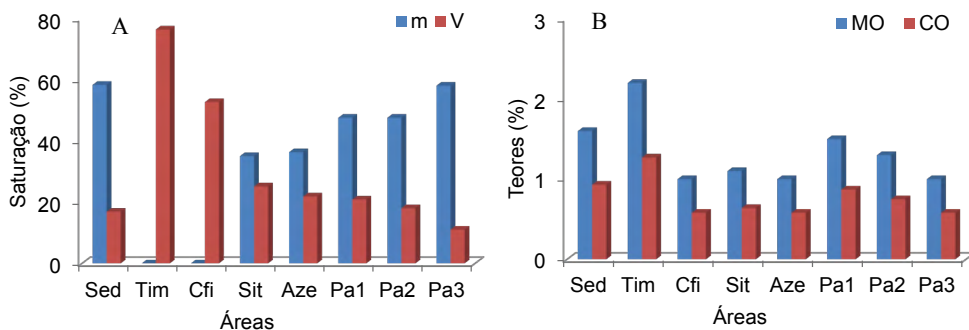 A
m V
80
60
40
20
0
Saturação (%)
Sed Tim Cfi Sit Aze Pa1 Pa2 Pa3
Áreas
B
MO CO
3
2
1
0
Teores (%)
Sed Tim Cfi Sit Aze Pa1 Pa2 Pa3
Áreas